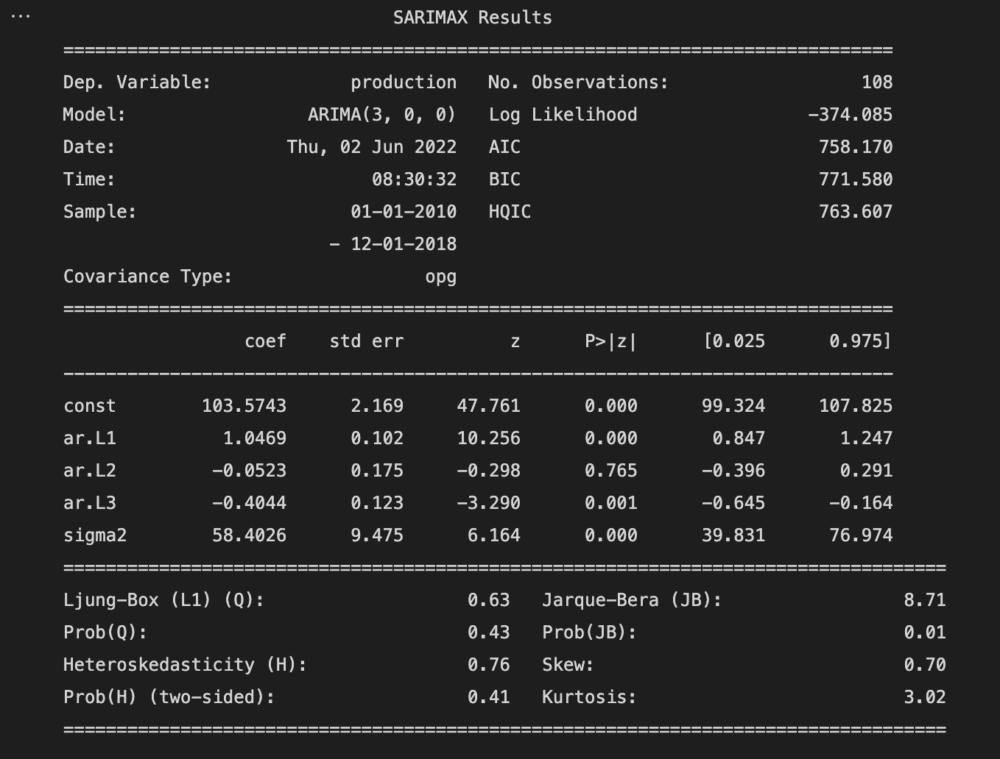 ...
SARIMAX Results
==============================================================================
Dep. Variable:             production   No. Observations:                  108
Model:                 ARIMA(3, 0, 0)   Log Likelihood                -374.085
Date:                Thu, 02 Jun 2022   AIC                            758.170
Time:                        08:30:32   BIC                            771.580
Sample:                    01-01-2010   HQIC                           763.607
                         - 12-01-2018
Covariance Type:                  opg
==============================================================================
                 coef    std err          z      P>|z|      [0.025      0.975]
------------------------------------------------------------------------------
const        103.5743      2.169     47.761      0.000      99.324     107.825
ar.L1          1.0469      0.102     10.256      0.000       0.847       1.247
ar.L2         -0.0523      0.175     -0.298      0.765      -0.396       0.291
ar.L3         -0.4044      0.123     -3.290      0.001      -0.645      -0.164
sigma2        58.4026      9.475      6.164      0.000      39.831      76.974
===================================================================================
Ljung-Box (L1) (Q):                   0.63   Jarque-Bera (JB):                 8.71
Prob(Q):                              0.43   Prob(JB):                         0.01
Heteroskedasticity (H):               0.76   Skew:                             0.70
Prob(H) (two-sided):                  0.41   Kurtosis:                         3.02
===================================================================================